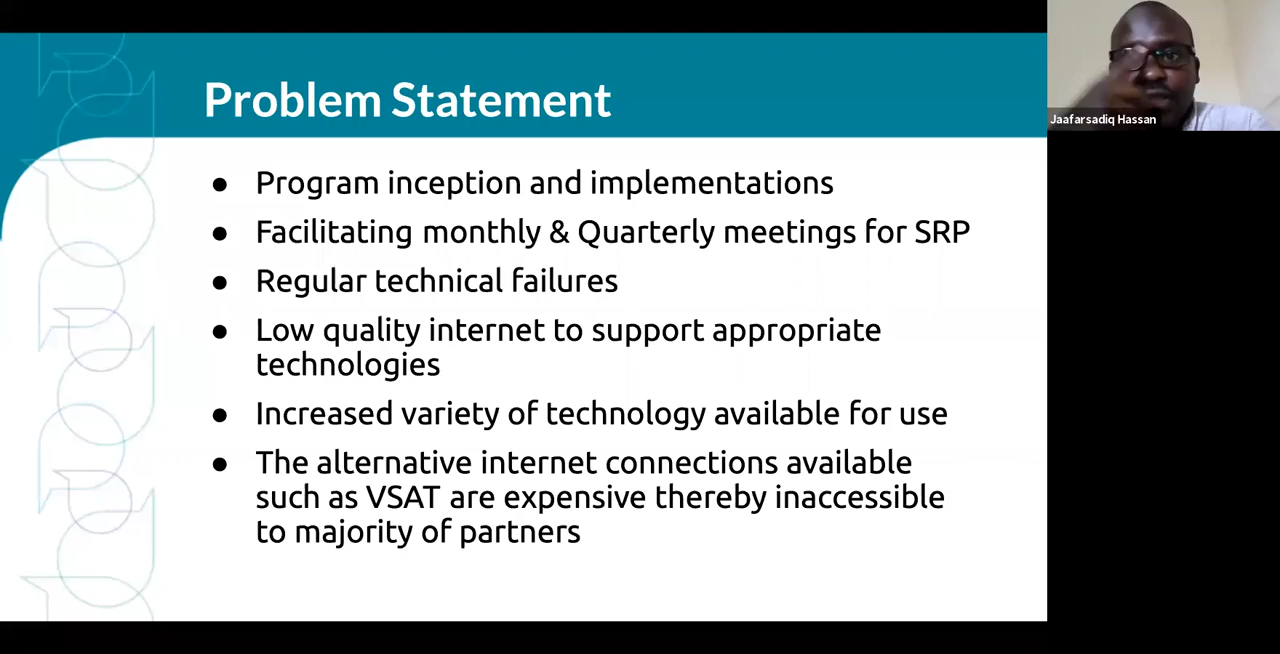 Problem Statement
Jaafarsadiq Hassan
● Program inception and implementations
● Facilitating monthly & Quarterly meetings for SRP
● Regular technical failures
● Low quality internet to support appropriate
technologies
● Increased variety of technology available for use
● The alternative internet connections available
such as VSAT are expensive thereby inaccessible
to majority of partners